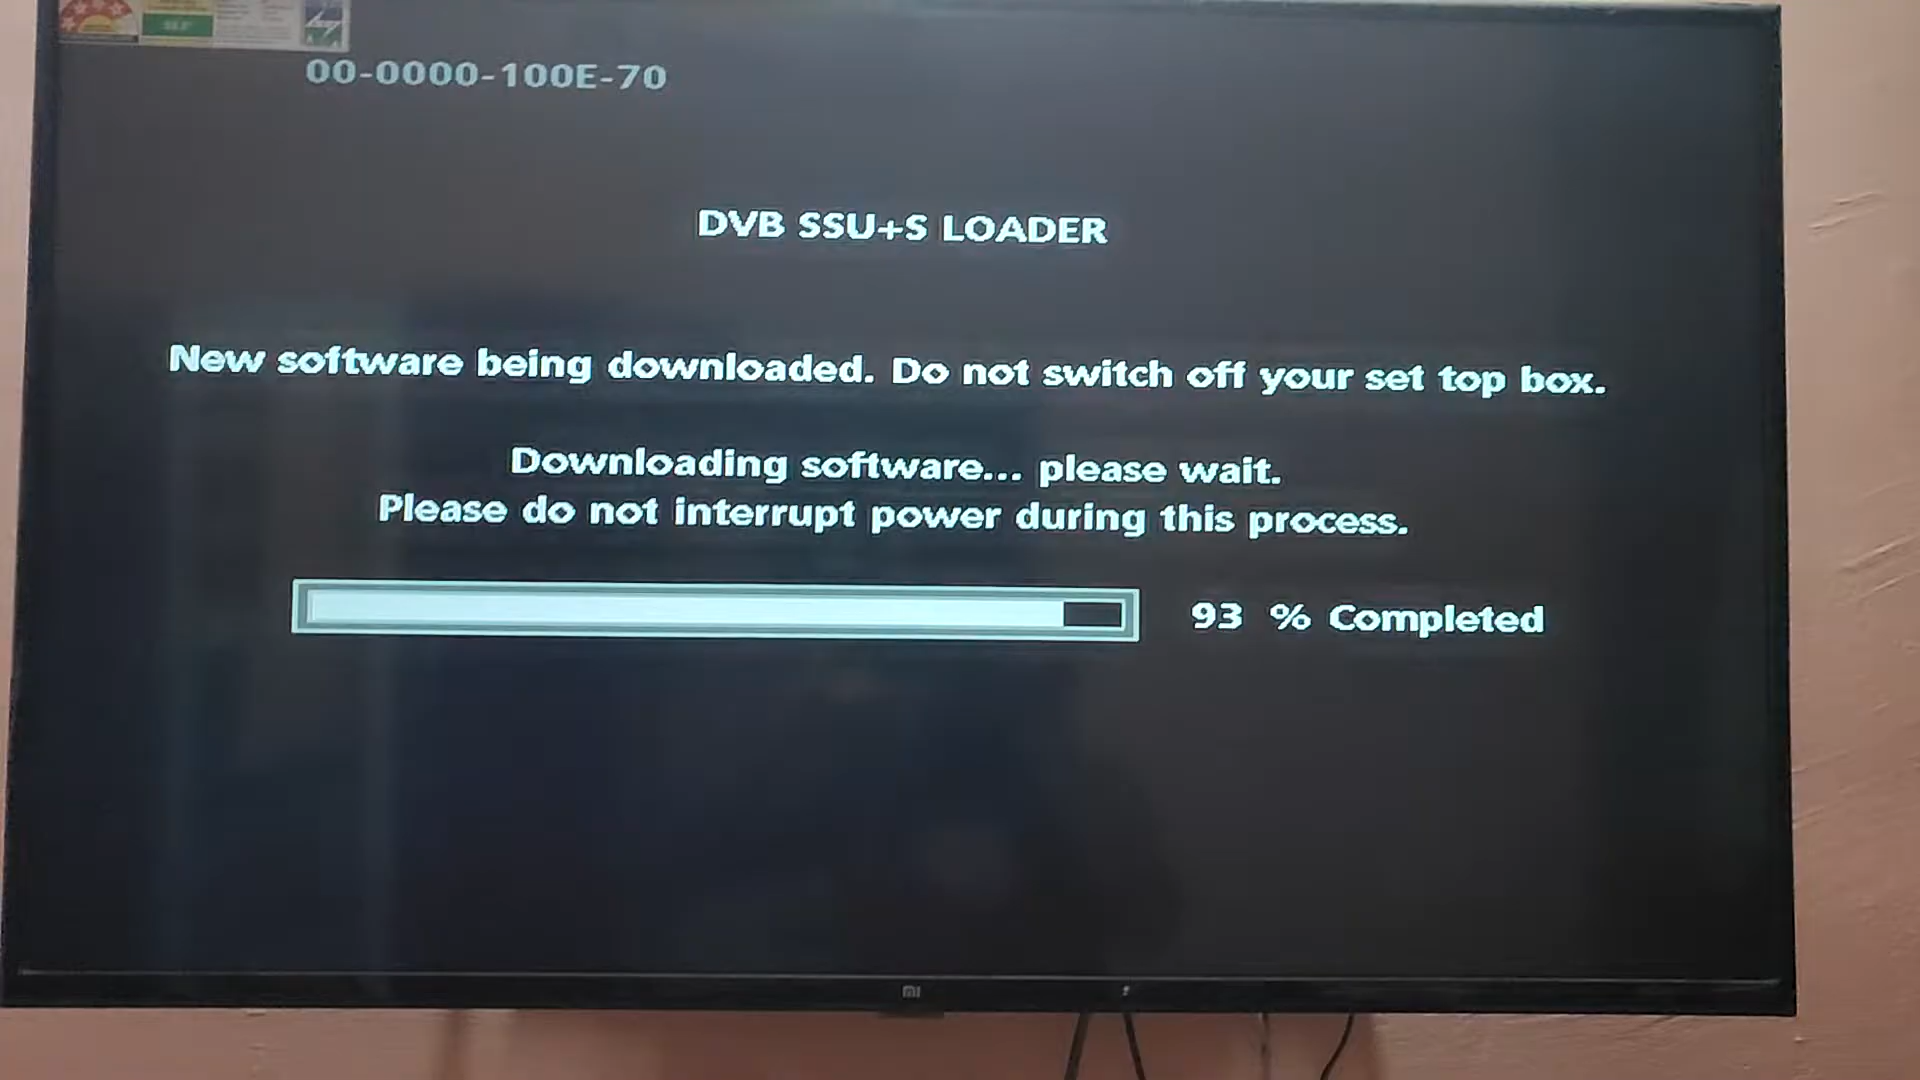 00-0000-100E-70
DVB SSU+S LOADER
New software being downloaded. Do not switch off your set top box.
Downloading software... please wait.
Please do not interrupt power during this process.
93 % Completed
mi